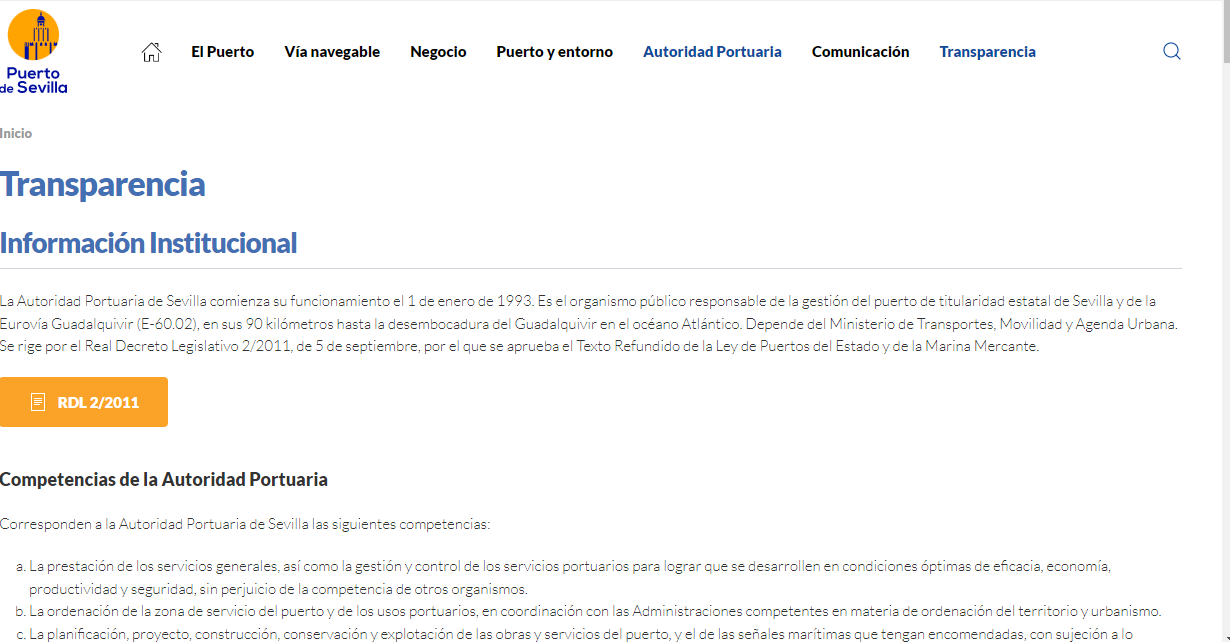 Puerto
de Sevilla
El Puerto Vía navegable Negocio Puerto y entorno Autoridad Portuaria Comunicación Transparencia
Inicio
Transparencia
Información Institucional
La Autoridad Portuaria de Sevilla comienza su funcionamiento el 1 de enero de 1993. Es el organismo público responsable de la gestión del puerto de titularidad estatal de Sevilla y de la
Eurovía Guadalquivir (E-60.02), en sus 90 kilómetros hasta la desembocadura del Guadalquivir en el océano Atlántico. Depende del Ministerio de Transportes, Movilidad y Agenda Urbana.
Se rige por el Real Decreto Legislativo 2/2011, de 5 de septiembre, por el que se aprueba el Texto Refundido de la Ley de Puertos del Estado y de la Marina Mercante.
RDL 2/2011
Competencias de la Autoridad Portuaria
Corresponden a la Autoridad Portuaria de Sevilla las siguientes competencias:
a. La prestación de los servicios generales, así como la gestión y control de los servicios portuarios para lograr que se desarrollen en condiciones óptimas de eficacia, economía,
productividad y seguridad, sin perjuicio de la competencia de otros organismos.
b. La ordenación de la zona de servicio del puerto y de los usos portuarios, en coordinación con las Administraciones competentes en materia de ordenación del territorio y urbanismo.
c. La planificación, proyecto, construcción, conservación y explotación de las obras y servicios del puerto, y el de las señales marítimas que tengan encomendadas, con sujeción a lo